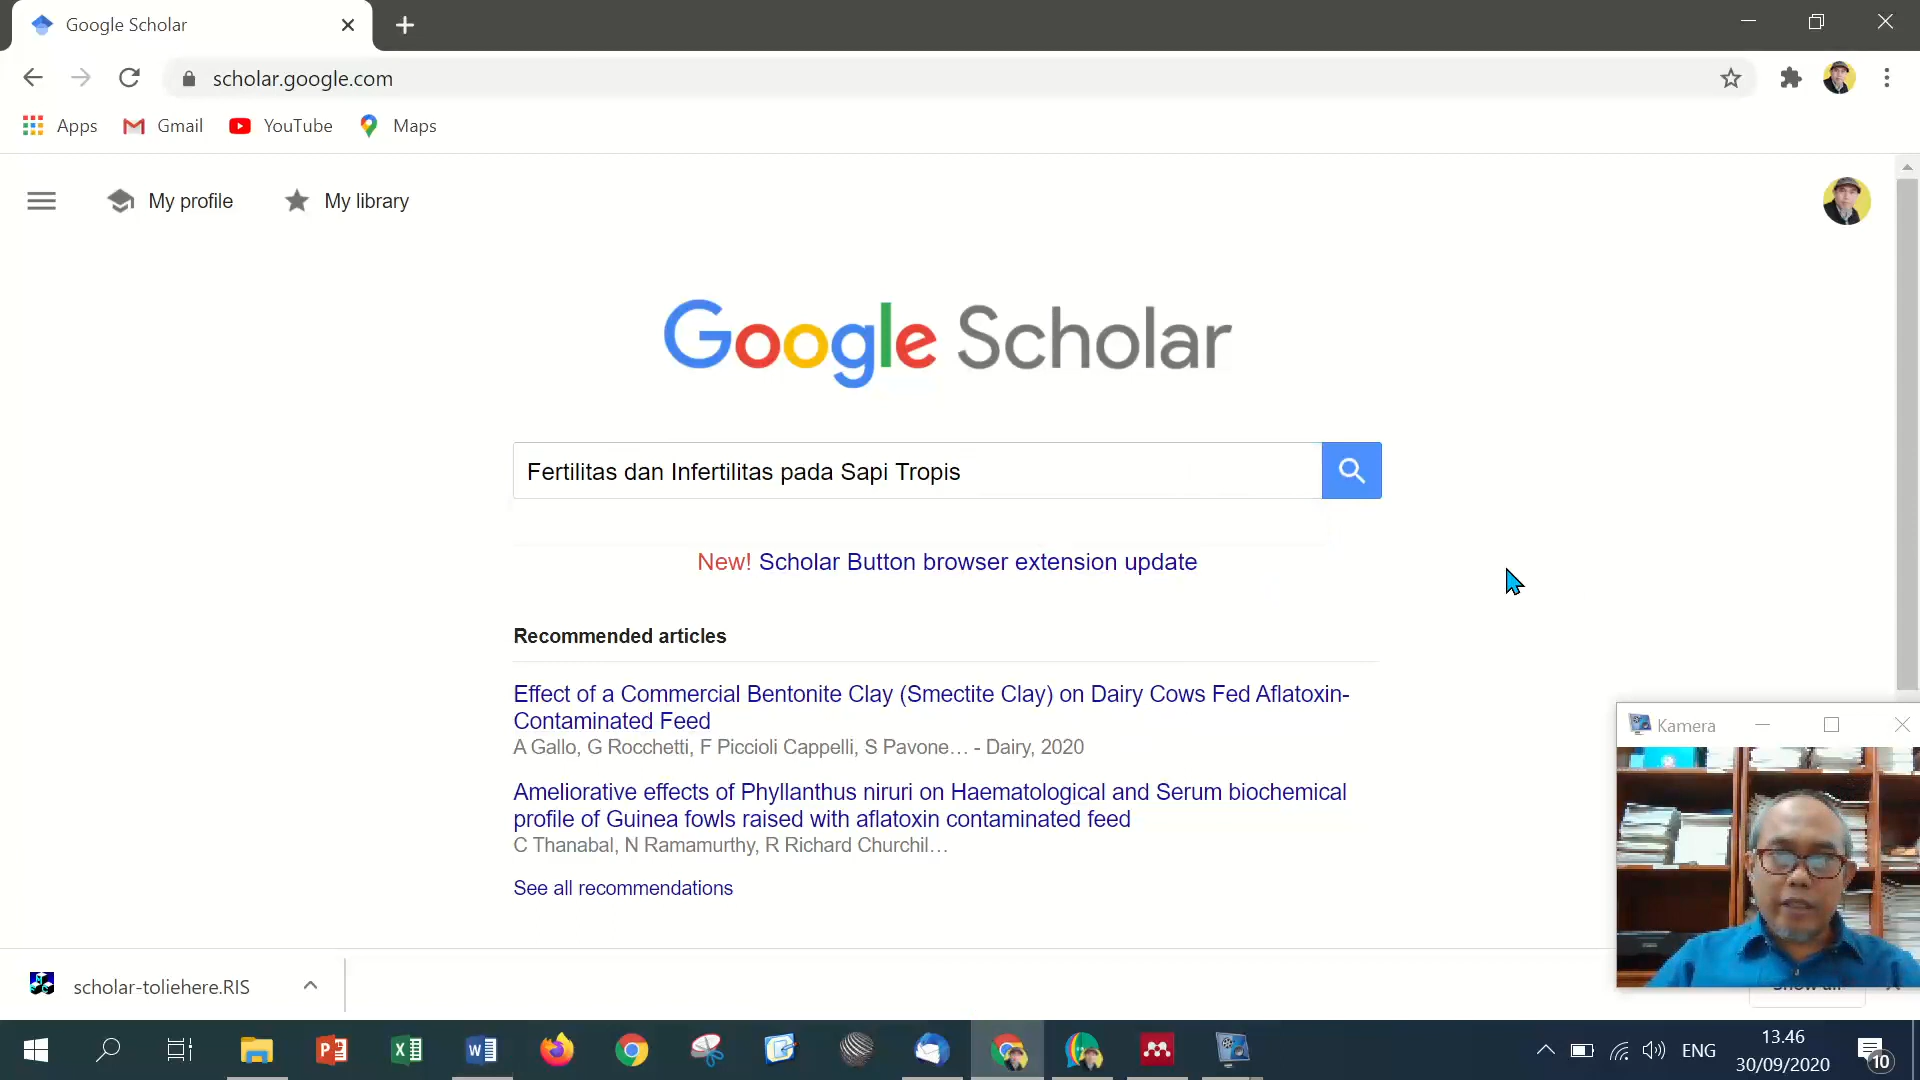 Google Scholar
scholar.google.com
Apps
Gmail
YouTube
Maps
My profile
My library
Google Scholar
Fertilitas dan Infertilitas pada Sapi Tropis
New! Scholar Button browser extension update
Recommended articles
Effect of a Commercial Bentonite Clay (Smectite Clay) on Dairy Cows Fed Aflatoxin-
Contaminated Feed
A Gallo, G Rocchetti, F Piccioli Cappelli, S Pavone… - Dairy, 2020
Ameliorative effects of Phyllanthus niruri on Haematological and Serum biochemical
profile of Guinea fowls raised with aflatoxin contaminated feed
C Thanabal, N Ramamurthy, R Richard Churchil…
See all recommendations
Kamera
scholar-toliehere.RIS
Show all
ENG
13.46
30/09/2020
10